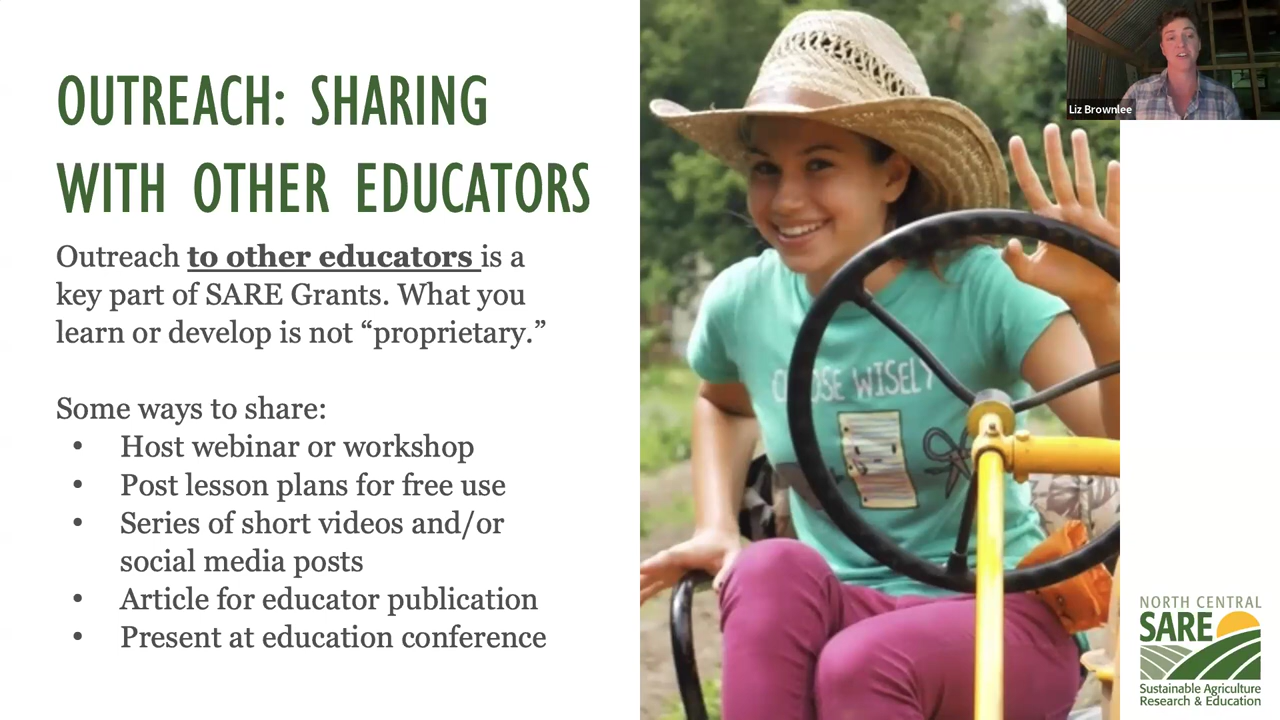 OUTREACH: SHARING
WITH OTHER EDUCATORS
Outreach to other educators is a
key part of SARE Grants. What you
learn or develop is not “proprietary.”
Some ways to share:
• Host webinar or workshop
• Post lesson plans for free use
• Series of short videos and/or
social media posts
• Article for educator publication
• Present at education conference
WISELY
Liz Brownlee
NORTH CENTRAL
SARE
Sustainable Agriculture
Research & Education